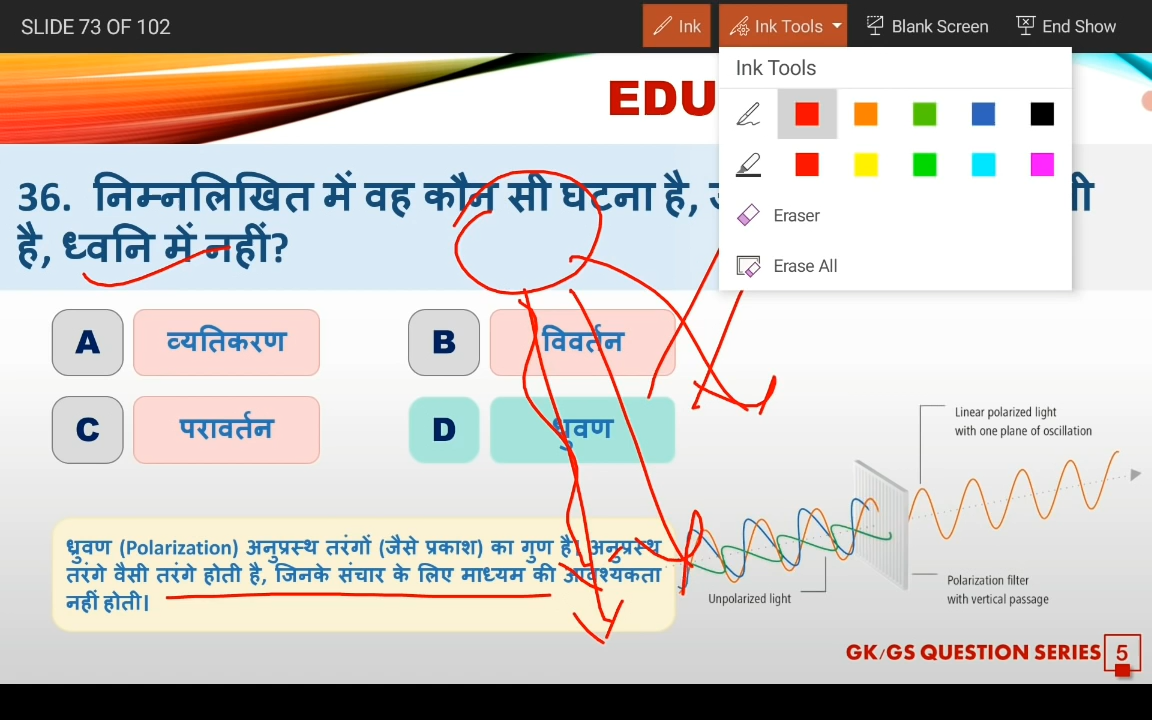 SLIDE 73 OF 102
Ink
Ink Tools
Blank Screen
End Show
Ink Tools
Eraser
Erase All
EDU
36. निम्नलिखित में वह कौन सी घटना है,
है, ध्वनि में नहीं?
A व्यतिकरण
B विवर्तन
C परावर्तन
D ध्रुवण
ध्रुवण (Polarization) अनुप्रस्थ तरंगों (जैसे प्रकाश) का गुण है। अनुप्रस्थ
तरंगे वैसी तरंगे होती है, जिनके संचार के लिए माध्यम की आवश्यकता
नहीं होती।
Linear polarized light
with one plane of oscillation
Unpolarized light
Polarization filter
with vertical passage
GK/GS QUESTION SERIES 5